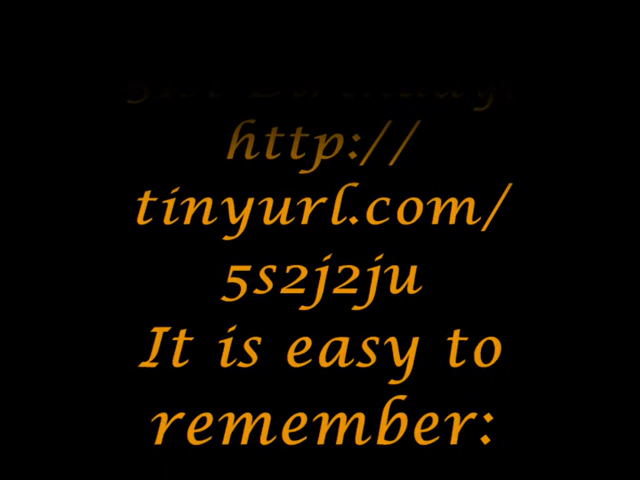 http://
tinyurl.com/
5s2j2ju
It is easy to
remember: